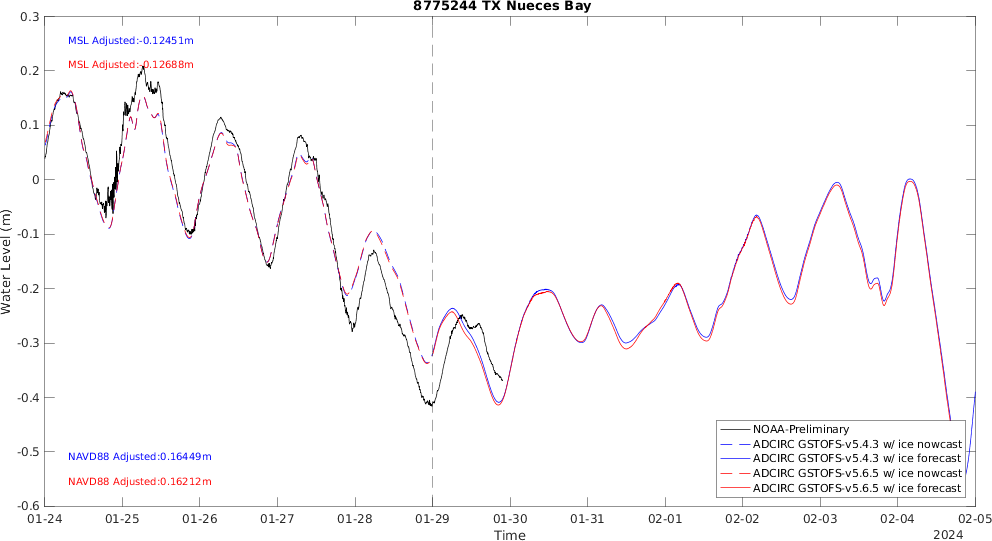 8775244 TX Nueces Bay
0.3
MSL Adjusted:-0.12451m
MSL Adjusted:-0.12688m
0.2
0.1
0
-0.1
-0.2
-0.3
-0.4
-0.5
-0.6
Water Level (m)
NAVD88 Adjusted:0.16449m
NAVD88 Adjusted:0.16212m
NOAA-Preliminary
ADCIRC GSTOFS-v5.4.3 w/ ice nowcast
ADCIRC GSTOFS-v5.4.3 w/ ice forecast
ADCIRC GSTOFS-v5.6.5 w/ ice nowcast
ADCIRC GSTOFS-v5.6.5 w/ ice forecast
01-24 01-25 01-26 01-27 01-28 01-29 01-30 01-31 02-01 02-02 02-03 02-04 02-05
Time
2024